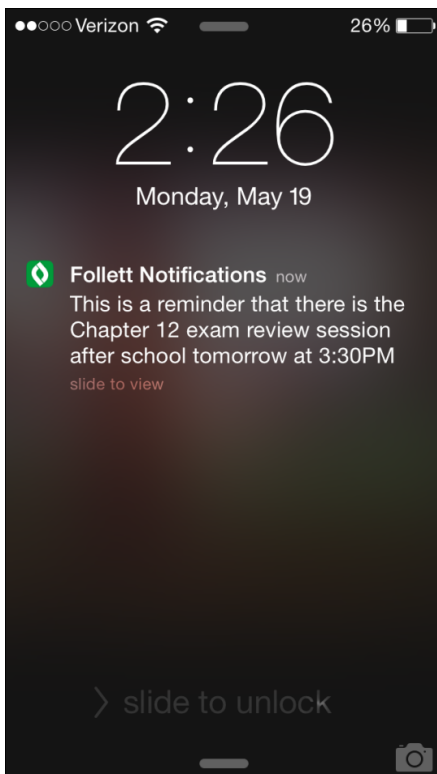 Verizon 26%
2:26
Monday, May 19
Follett Notifications now
This is a reminder that there is the
Chapter 12 exam review session
after school tomorrow at 3:30PM
slide to view
slide to unlock